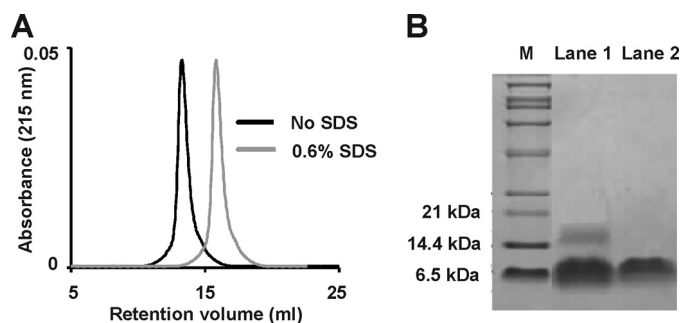 A
Absorbance (215 nm)
0.05
0
5
15
25
Retention volume (ml)
No SDS
0.6% SDS
B
M Lane 1 Lane 2
21 kDa
14.4 kDa
6.5 kDa